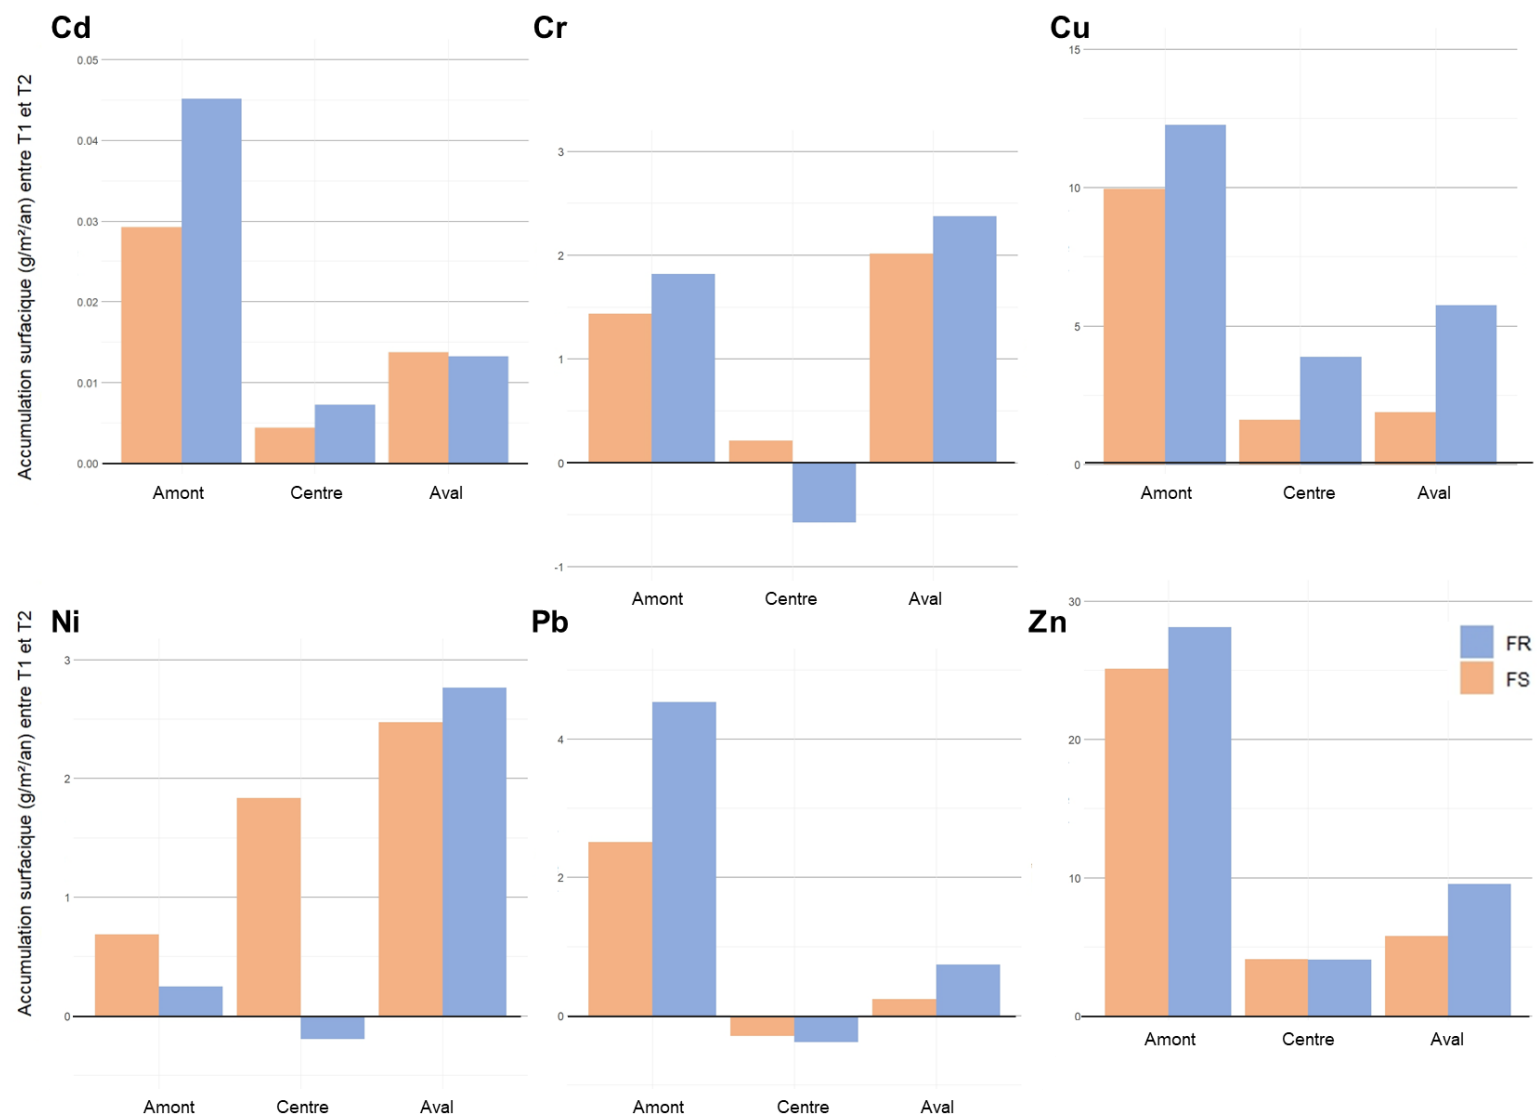 Cd
Cr
Cu
Accumulation surfacique (g/m²/an) entre T1 et T2
0.05
0.04
0.03
0.02
0.01
0.00
Amont Centre Aval
3
2
1
0
-1
Amont Centre Aval
15
10
5
0
Amont Centre Aval
Ni
Pb
Zn
Accumulation surfacique (g/m²/an) entre T1 et T2
3
2
1
0
Amont Centre Aval
4
2
0
Amont Centre Aval
30
20
10
0
Amont Centre Aval
FR
FS